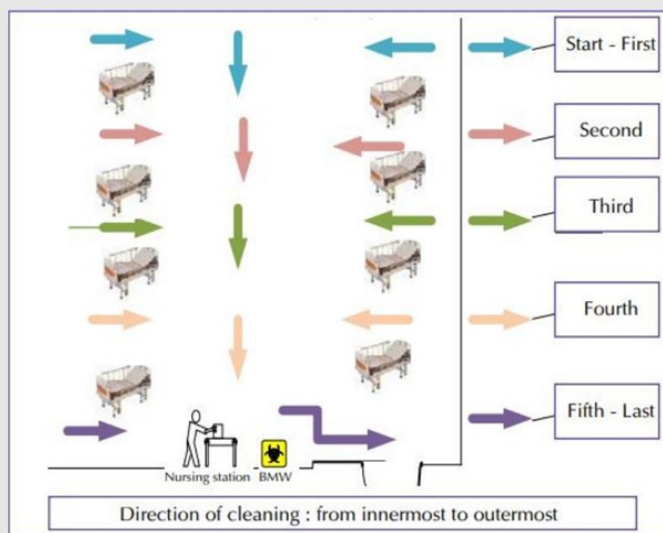 Start - First
Second
Third
Fourth
Fifth - Last
Nursing station BMW
Direction of cleaning : from innermost to outermost